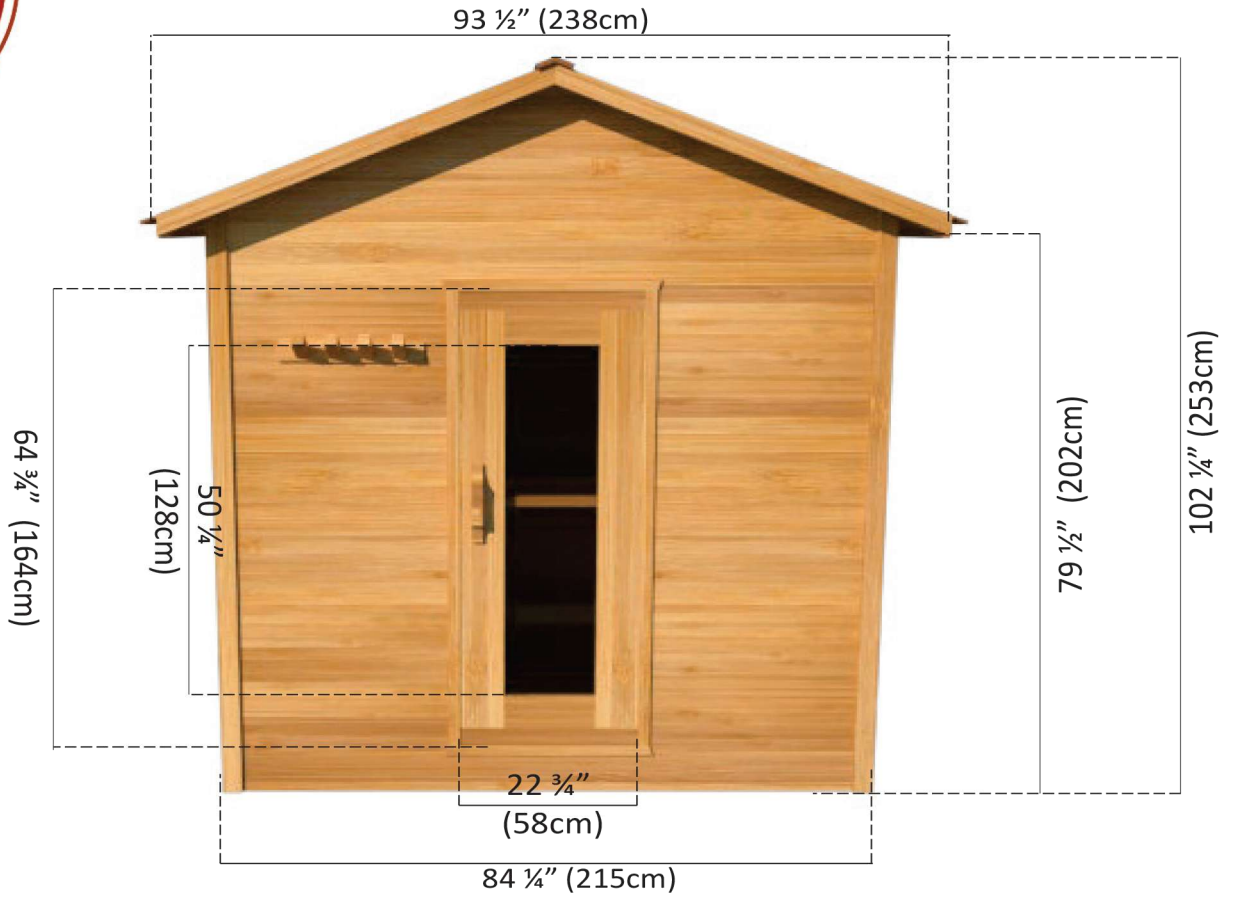 93 ½” (238cm)
64 ¾” (164cm)
50 ¼”
(128cm)
79 ½” (202cm)
102 ¼” (253cm)
22 ¾”
(58cm)
84 ¼” (215cm)